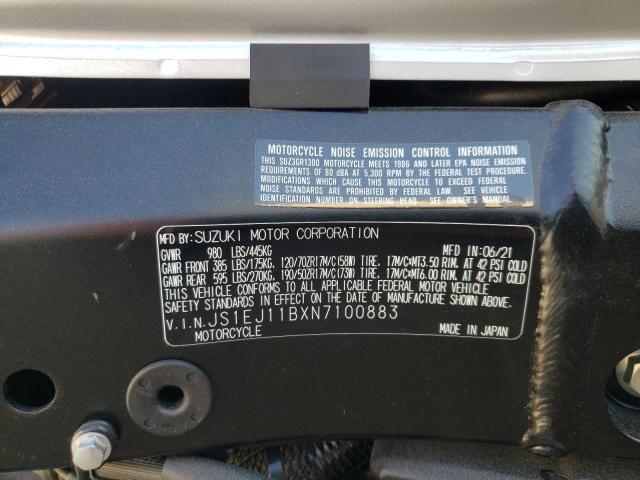 MOTORCYCLE NOISE EMISSION CONTROL INFORMATION
THIS SUZ3GR1300 MOTORCYCLE MEETS 1986 AND LATER EPA NOISE EMISSION
REQUIREMENTS OF 80 dBA AT 5,300 RPM BY THE FEDERAL TEST PROCEDURE.
MODIFICATIONS WHICH CAUSE THIS MOTORCYCLE TO EXCEED FEDERAL
NOISE STANDARDS ARE PROHIBITED BY FEDERAL LAW. SEE VEHICLE
IDENTIFICATION NUMBER ON STEERING HEAD. SEE OWNER'S MANUAL.
MFD BY: SUZUKI MOTOR CORPORATION MFD IN: 06/21
GVWR 980 LBS/445KG
GAWR FRONT 385 LBS/175KG, 120/70ZR17M/C(58W) TIRE, 17M/C×MT3.50 RIM, AT 42 PSI COLD
GAWR REAR 595 LBS/270KG, 190/50ZR17M/C(73W) TIRE, 17M/C×MT6.00 RIM, AT 42 PSI COLD
THIS VEHICLE CONFORMS TO ALL APPLICABLE FEDERAL MOTOR VEHICLE
SAFETY STANDARDS IN EFFECT ON THE DATE OF MANUFACTURE SHOWN ABOVE.
V.I.N. JS1EJ11BXN7100883
MOTORCYCLE MADE IN JAPAN